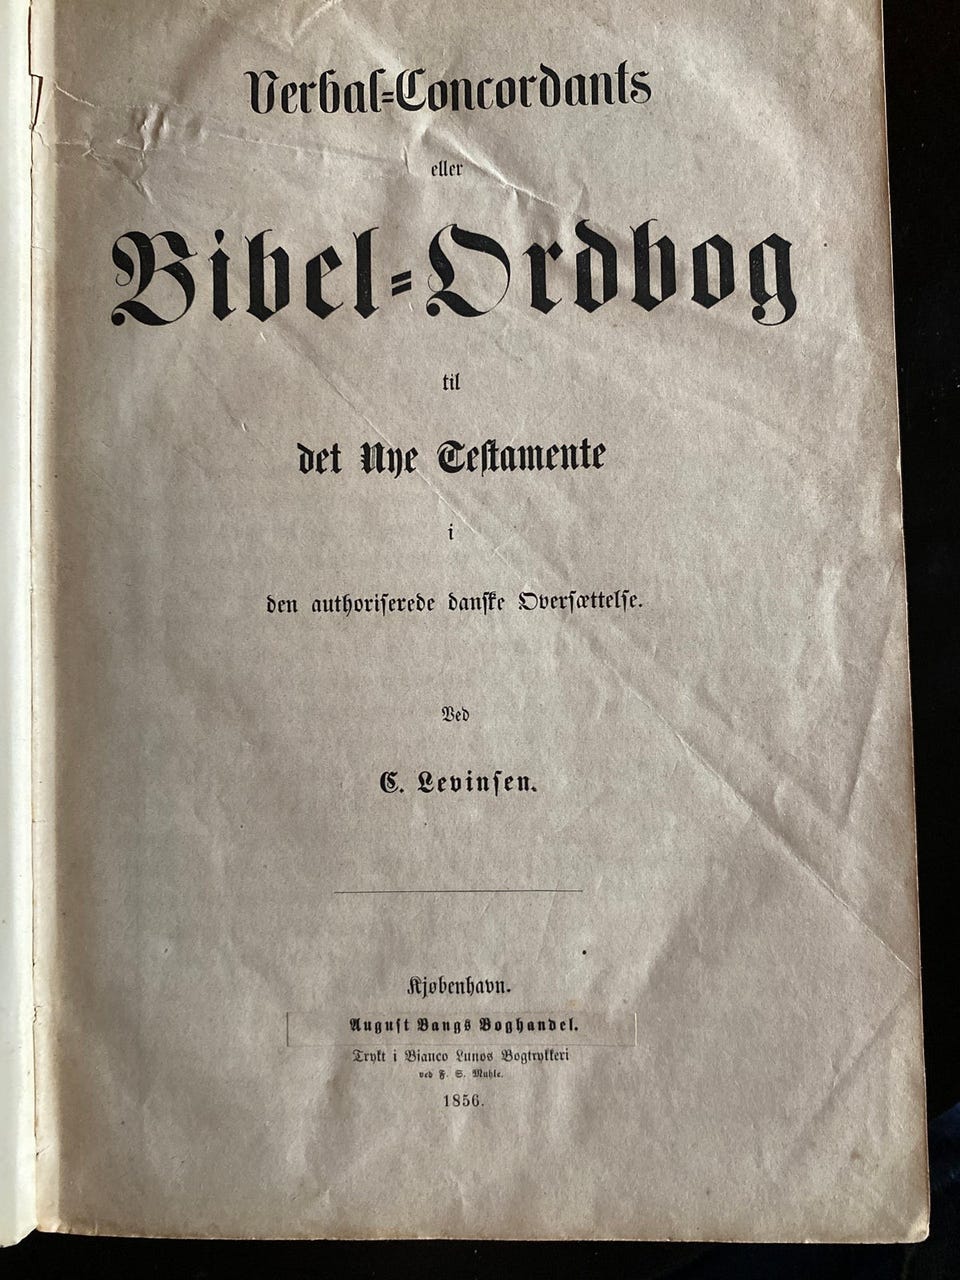 Verbal=Concordants
eller
Bibel=Ordbog
til
det Nye Testamente
i
den authoriserede danske Oversættelse.
Ved
C. Levinsen.
Kjøbenhavn.
August Bangs Boghandel.
Trykt i Bianco Lunos Bogtrykkeri
ved F. S. Muhle.
1856.